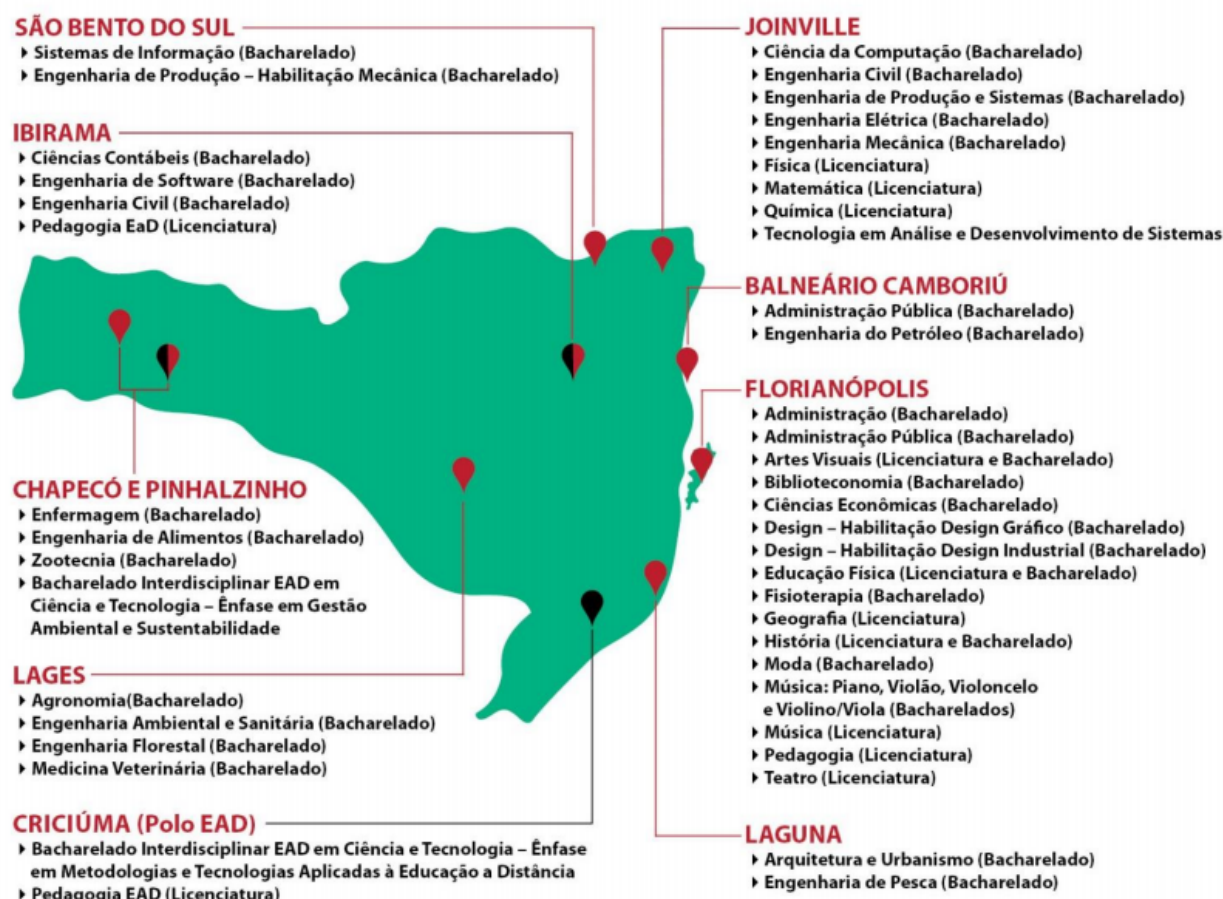 SÃO BENTO DO SUL
Sistemas de Informação (Bacharelado)
Engenharia de Produção – Habilitação Mecânica (Bacharelado)
IBIRAMA
Ciências Contábeis (Bacharelado)
Engenharia de Software (Bacharelado)
Engenharia Civil (Bacharelado)
Pedagogia EaD (Licenciatura)
CHAPECÓ E PINHALZINHO
Enfermagem (Bacharelado)
Engenharia de Alimentos (Bacharelado)
Zootecnia (Bacharelado)
Bacharelado Interdisciplinar EAD em
Ciência e Tecnologia – Ênfase em Gestão
Ambiental e Sustentabilidade
LAGES
Agronomia(Bacharelado)
Engenharia Ambiental e Sanitária (Bacharelado)
Engenharia Florestal (Bacharelado)
Medicina Veterinária (Bacharelado)
CRICIÚMA (Polo EAD)
Bacharelado Interdisciplinar EAD em Ciência e Tecnologia – Ênfase
em Metodologias e Tecnologias Aplicadas à Educação a Distância
Pedagogia EAD (Licenciatura)
JOINVILLE
Ciência da Computação (Bacharelado)
Engenharia Civil (Bacharelado)
Engenharia de Produção e Sistemas (Bacharelado)
Engenharia Elétrica (Bacharelado)
Engenharia Mecânica (Bacharelado)
Física (Licenciatura)
Matemática (Licenciatura)
Química (Licenciatura)
Tecnologia em Análise e Desenvolvimento de Sistemas
BALNEÁRIO CAMBORIÚ
Administração Pública (Bacharelado)
Engenharia do Petróleo (Bacharelado)
FLORIANÓPOLIS
Administração (Bacharelado)
Administração Pública (Bacharelado)
Artes Visuais (Licenciatura e Bacharelado)
Biblioteconomia (Bacharelado)
Ciências Econômicas (Bacharelado)
Design – Habilitação Design Gráfico (Bacharelado)
Design – Habilitação Design Industrial (Bacharelado)
Educação Física (Licenciatura e Bacharelado)
Fisioterapia (Bacharelado)
Geografia (Licenciatura)
História (Licenciatura e Bacharelado)
Moda (Bacharelado)
Música: Piano, Violão, Violoncelo
e Violino/Viola (Bacharelados)
Música (Licenciatura)
Pedagogia (Licenciatura)
Teatro (Licenciatura)
LAGUNA
Arquitetura e Urbanismo (Bacharelado)
Engenharia de Pesca (Bacharelado)